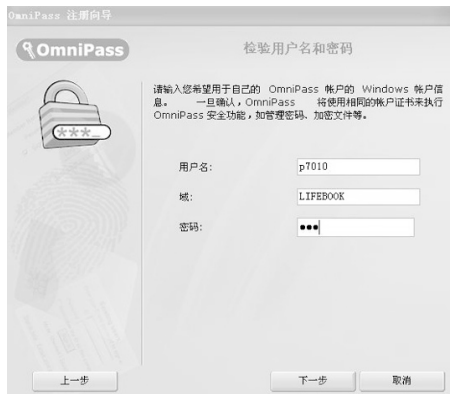 OmniPass 注册向导
OmniPass
检验用户名和密码
请输入您希望用于自己的 OmniPass 帐户的 Windows 帐户信
息。 一旦确认，OmniPass 将使用相同的帐户证书来执行
OmniPass 安全功能，如管理密码、加密文件等。
***_
用户名: p7010
域: LIFEBOOK
密码: ●●●
上一步 下一步 取消